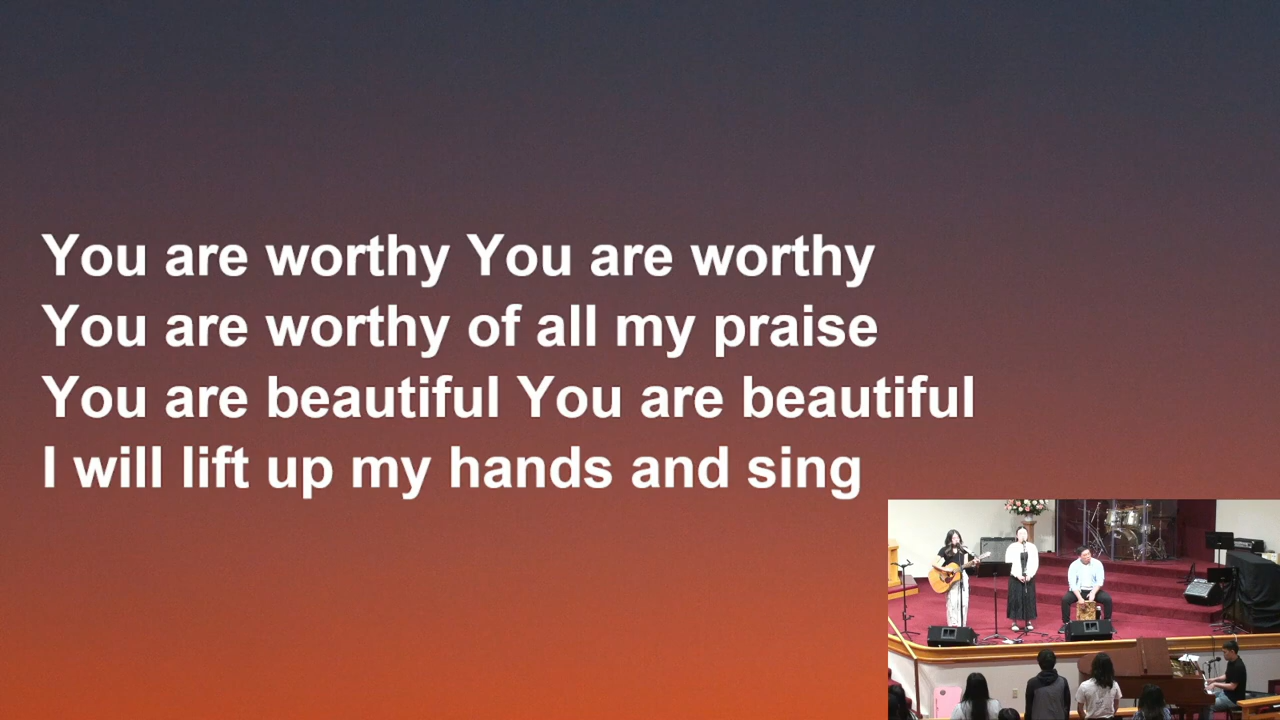 You are worthy You are worthy
You are worthy of all my praise
You are beautiful You are beautiful
I will lift up my hands and sing